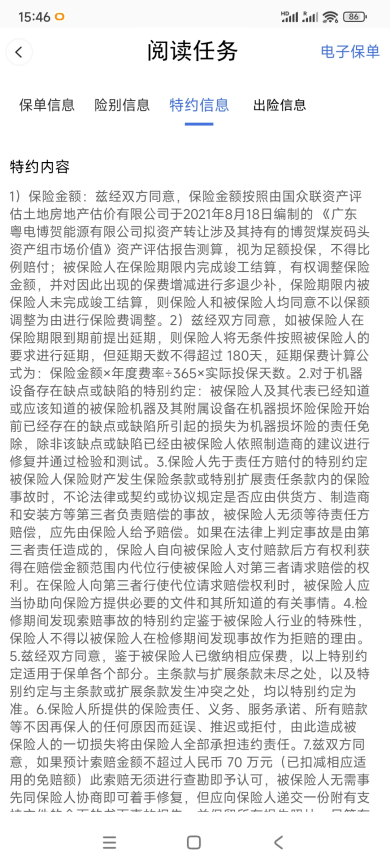 15:46
HD
86
阅读任务
电子保单
保单信息
险别信息
特约信息
出险信息
特约内容
1）保险金额：兹经双方同意，保险金额按照由国众联资产评
估土地房地产估价有限公司于2021年8月18日编制的 《广东
粤电博贺能源有限公司拟资产转让涉及其持有的博贺煤炭码头
资产组市场价值》资产评估报告测算，视为足额投保，不得比
例赔付；被保险人在保险期限内完成竣工结算，有权调整保险
金额，并对因此出现的保费增减进行多退少补，保险期限内被
保险人未完成竣工结算，则保险人和被保险人均同意不以保额
调整为由进行保险费调整。2）兹经双方同意，如被保险人在
保险期限到期前提出延期，则保险人将无条件按照被保险人的
要求进行延期，但延期天数不得超过 180天，延期保费计算公
式为：保险金额×年度费率÷365×实际投保天数。2.对于机器
设备存在缺点或缺陷的特别约定：被保险人及其代表已经知道
或应该知道的被保险机器及其附属设备在机器损坏险保险开始
前已经存在的缺点或缺陷所引起的损失为机器损坏险的责任免
除，除非该缺点或缺陷已经由被保险人依照制造商的建议进行
修复并通过检验和测试。3.保险人先于责任方赔付的特别约定
被保险人保险财产发生保险条款或特别扩展责任条款内的保险
事故时，不论法律或契约或协议规定是否应由供货方、制造商
和安装方等第三者负责赔偿的事故，被保险人无须等待责任方
赔偿，应先由保险人给予赔偿。如果在法律上判定事故是由第
三者责任造成的，保险人自向被保险人支付赔款后方有权利获
得在赔偿金额范围内代位行使被保险人对第三者请求赔偿的权
利。在保险人向第三者行使代位请求赔偿权利时，被保险人应
当协助向保险方提供必要的文件和其所知道的有关事情。4.检
修期间发现索赔事故的特别约定鉴于被保险人行业的特殊性，
保险人不得以被保险人在检修期间发现事故作为拒赔的理由。
5.兹经双方同意，鉴于被保险人已缴纳相应保费，以上特别约
定适用于保单各个部分。主条款与扩展条款未尽之处，以及特
别约定与主条款或扩展条款发生冲突之处，均以特别约定为
准。6.保险人所提供的保险责任、义务、服务承诺、所有赔款
等不因再保人的任何原因而延误、推迟或拒付，由此造成被
保险人的一切损失将由保险人全部承担违约责任。7.兹双方同
意，如果预计索赔金额不超过人民币 70 万元（已扣减相应适
用的免赔额）此索赔无须进行查勘即予认可，被保险人无需事
先同保险人协商即可着手修复，但应向保险人递交一份附有支